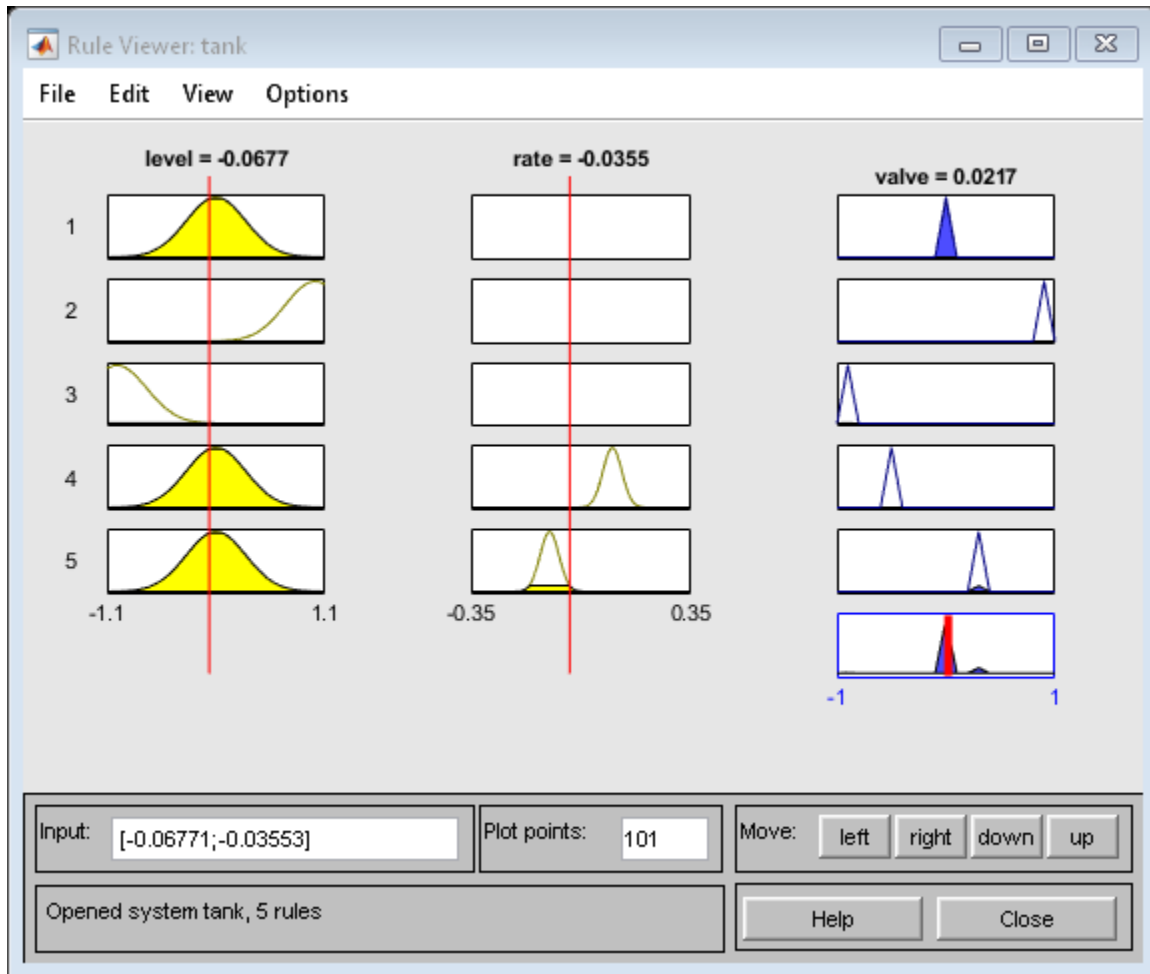 Rule Viewer: tank
File Edit View Options
level = -0.0677
rate = -0.0355
valve = 0.0217
1
2
3
4
5
-1.1 1.1
-0.35 0.35
-1 1
Input: [-0.06771;-0.03553]
Plot points: 101
Move: left right down up
Opened system tank, 5 rules
Help Close